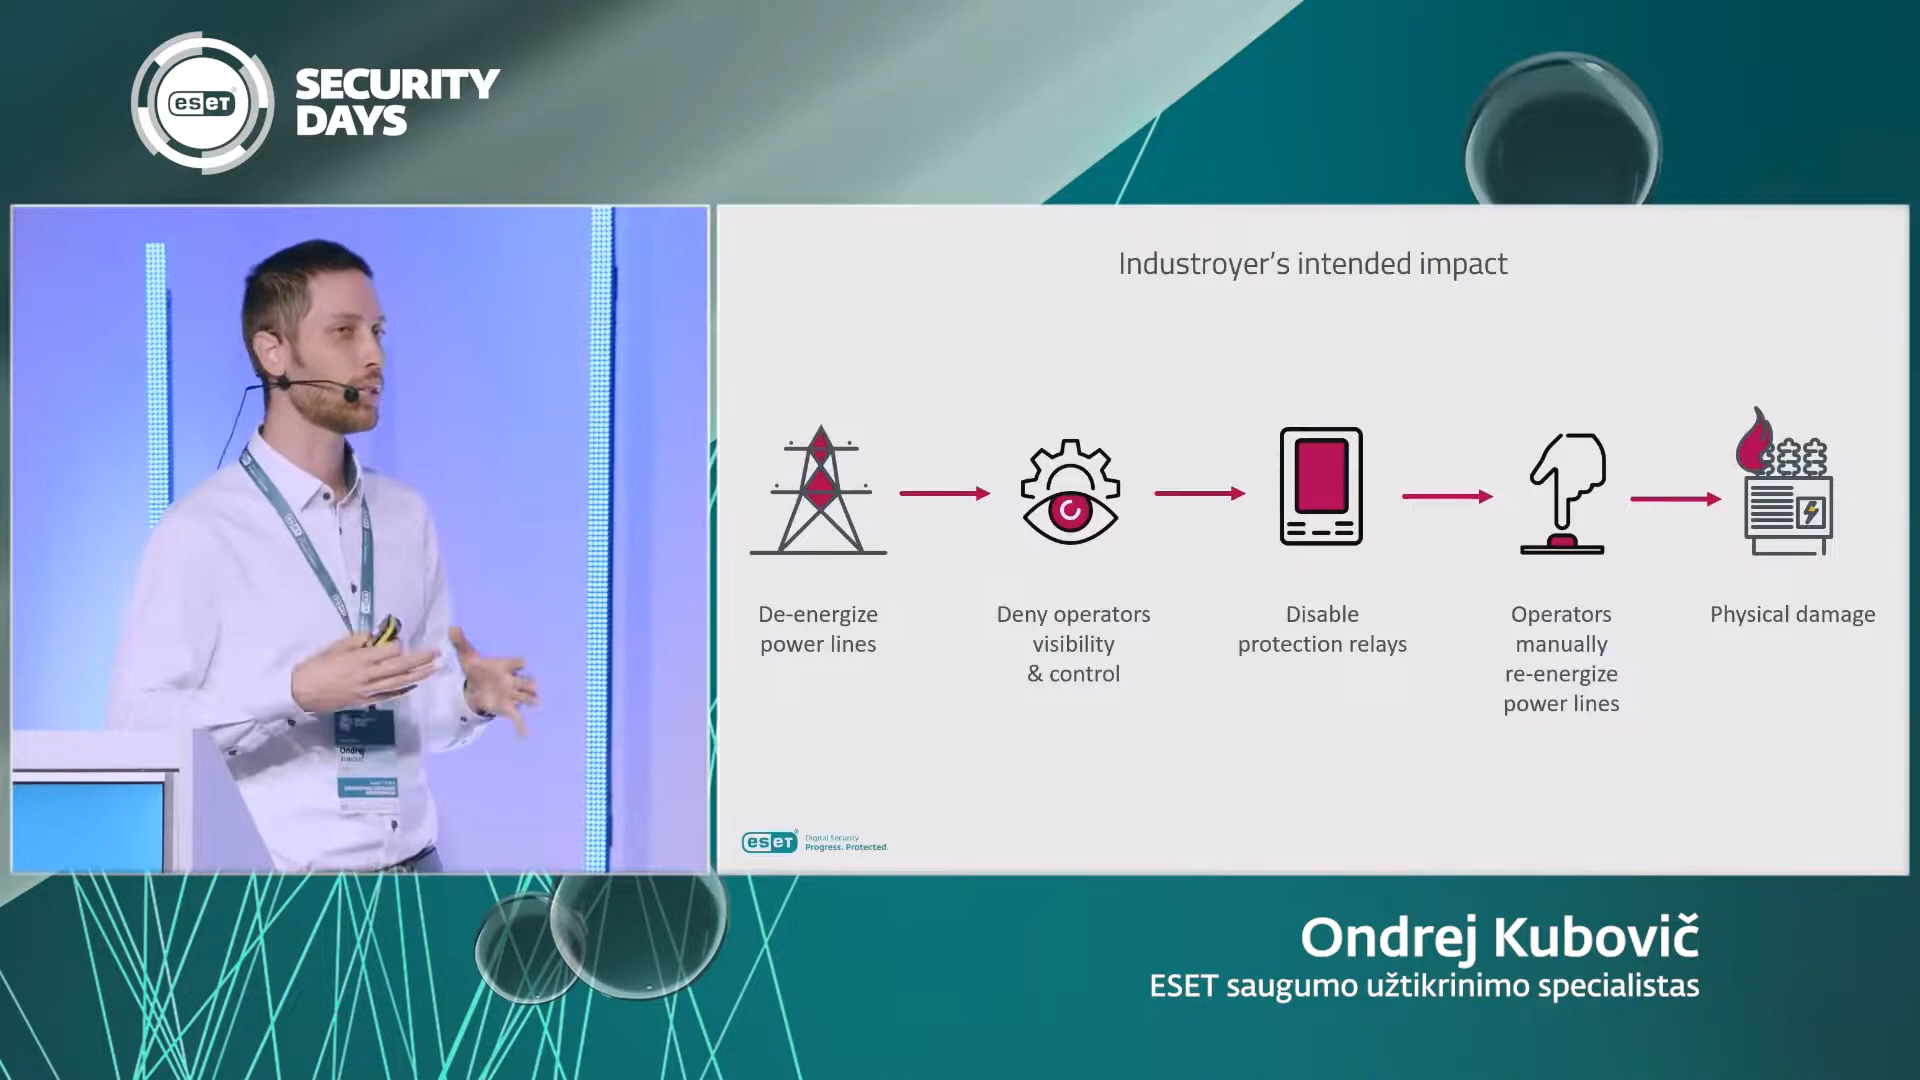 eseT
SECURITY
DAYS
Industroyer’s intended impact
De-energize
power lines
Deny operators
visibility
& control
Disable
protection relays
Operators
manually
re-energize
power lines
Physical damage
Ondrej
eseT
Digital Security
Progress. Protected.
Ondrej Kubovič
ESET saugumo užtikrinimo specialistas